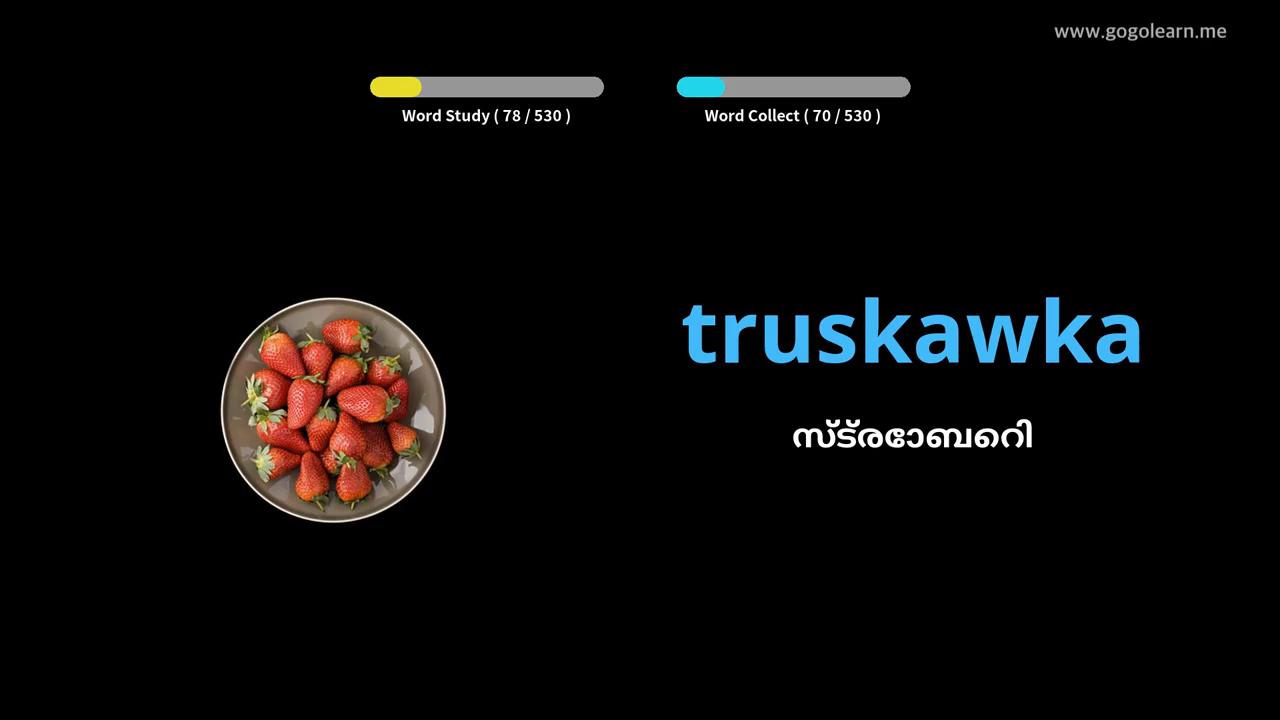 www.gogolearn.me
Word Study ( 78 / 530 )
Word Collect ( 70 / 530 )
truskawka
സ്ട്രോബെറി